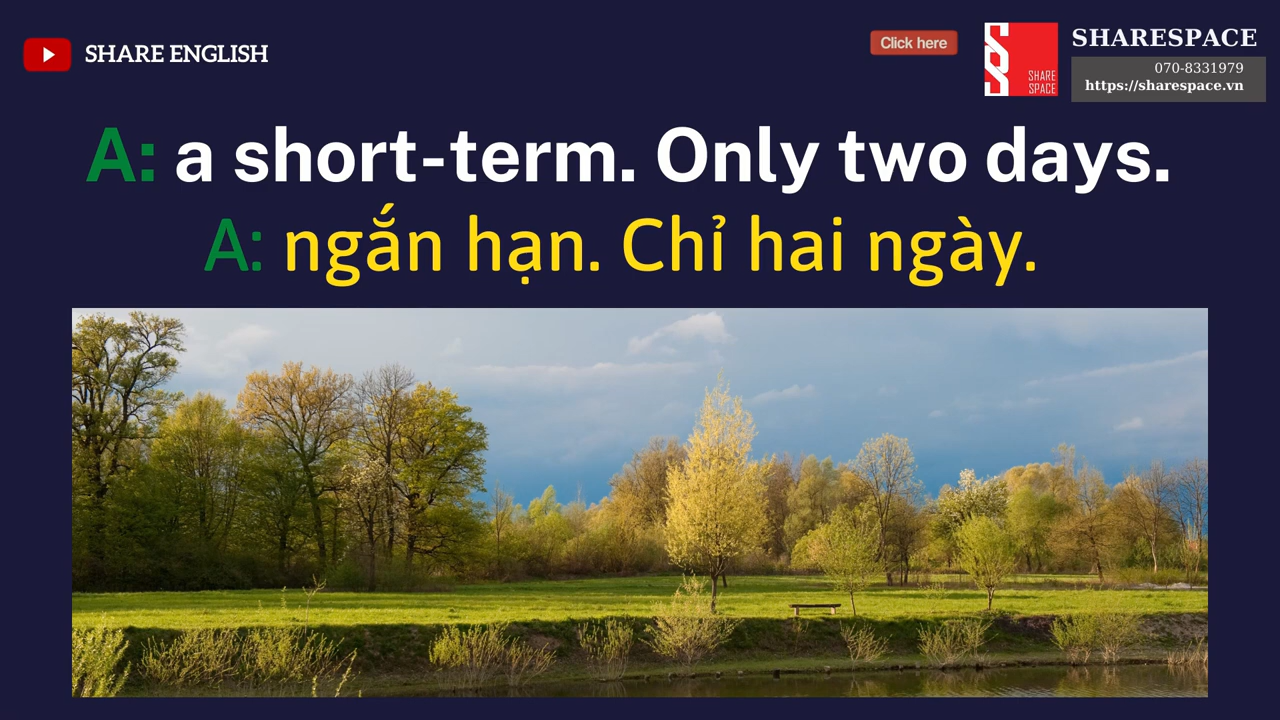 SHARE ENGLISH
Click here
SHARE
SPACE
SHARESPACE
070-8331979
https://sharespace.vn
A: a short-term. Only two days.
A: ngắn hạn. Chỉ hai ngày.